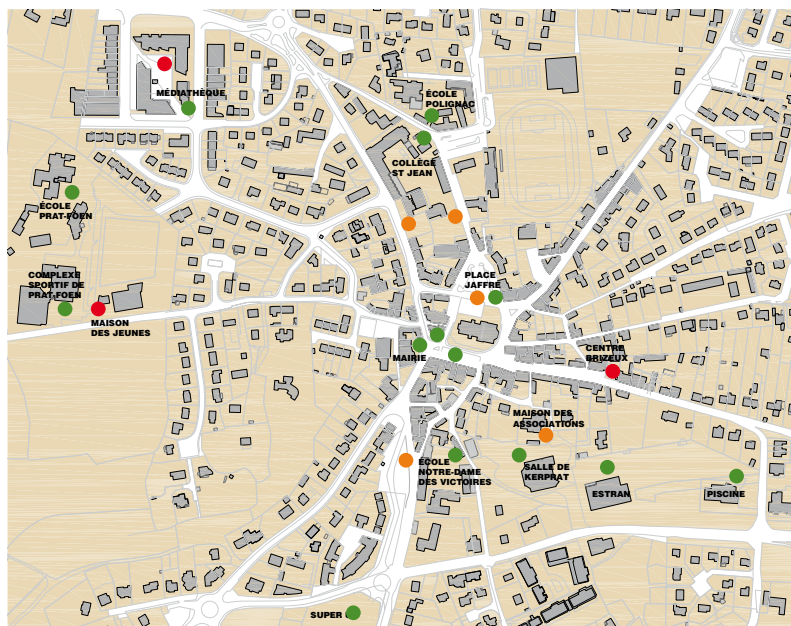 MÉDIATHÈQUE
ÉCOLE
POLIGNAC
COLLÈGE
ST JEAN
ÉCOLE
PRAT-FOEN
COMPLEXE
SPORTIF DE
PRAT-FOEN
MAISON
DES JEUNES
PLACE
JAFFRÉ
MAIRIE
CENTRE
BRIZEUX
MAISON DES
ASSOCIATIONS
ÉCOLE
NOTRE-DAME
DES VICTOIRES
SALLE DE
KERPRAT
ESTRAN
PISCINE
SUPER U